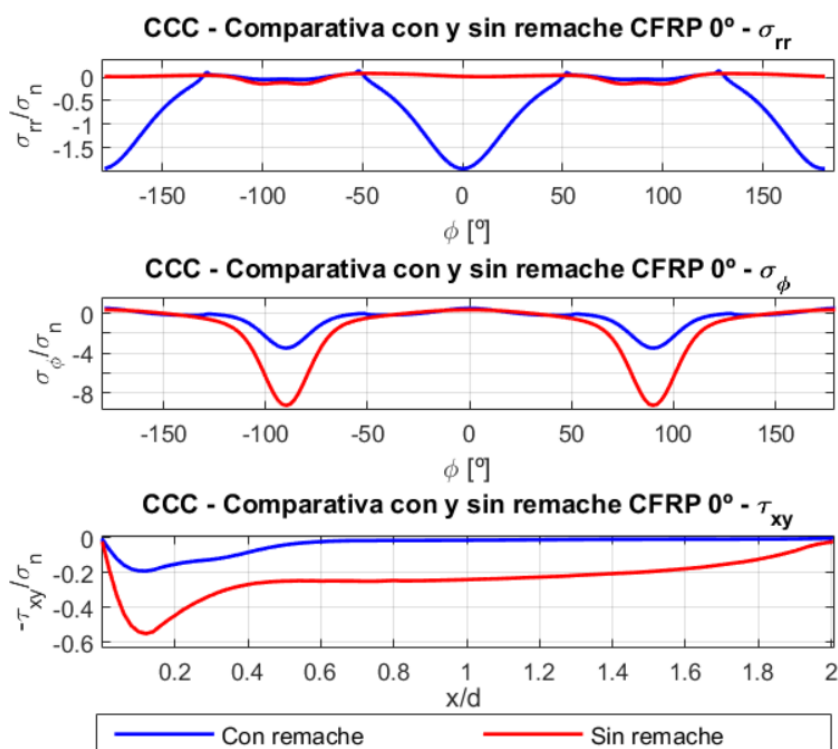 CCC - Comparativa con y sin remache CFRP 0º - σrr
0
-0.5
-1
-1.5
σrr/σn
-150 -100 -50 0 50 100 150
ϕ [º]
CCC - Comparativa con y sin remache CFRP 0º - σϕ
0
-4
-8
σϕ/σn
-150 -100 -50 0 50 100 150
ϕ [º]
CCC - Comparativa con y sin remache CFRP 0º - τxy
0
-0.2
-0.4
-0.6
-τxy/σn
0.2 0.4 0.6 0.8 1 1.2 1.4 1.6 1.8 2
x/d
Con remache Sin remache